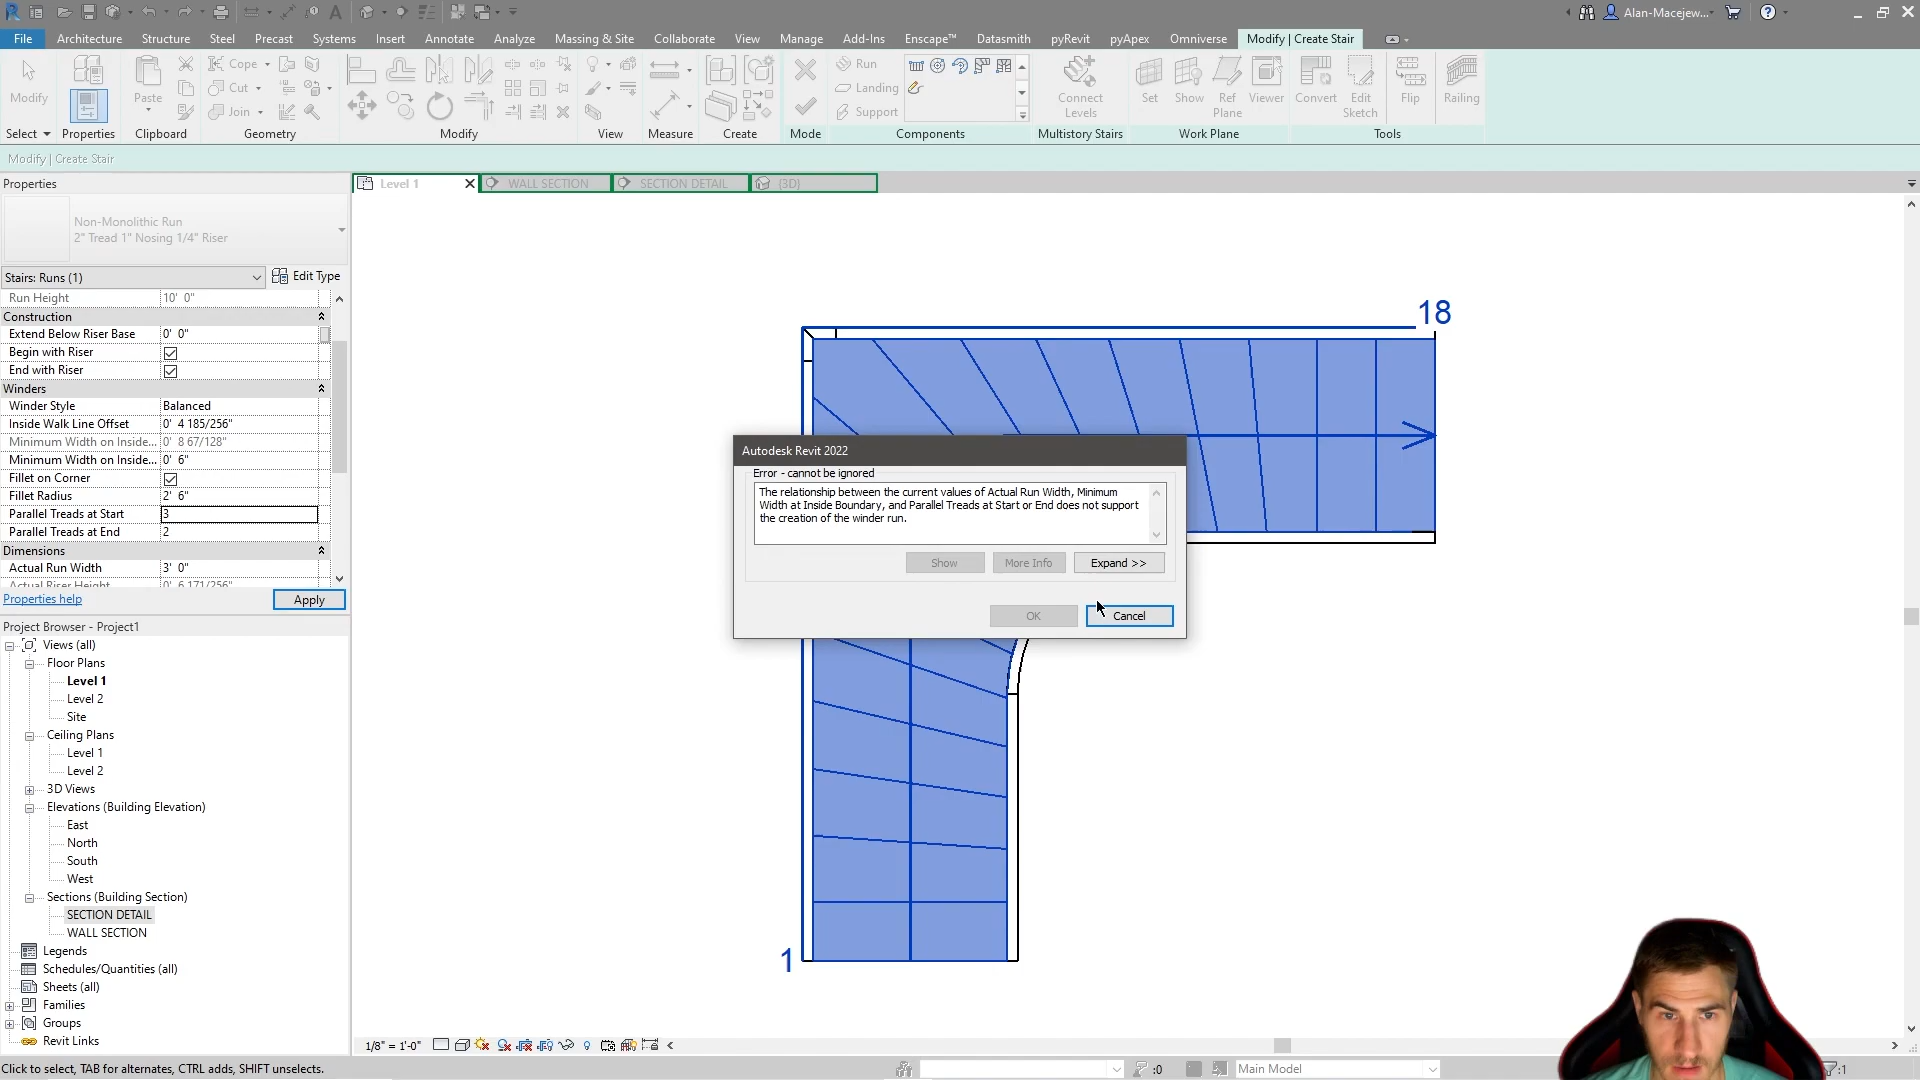 Alan-Macejew...
File Architecture Structure Steel Precast Systems Insert Annotate Analyze Massing & Site Collaborate View Manage Add-Ins Enscape™ Datasmith pyRevit pyApex Omniverse Modify | Create Stair
Modify Paste Cope Cut Join Run Landing Support Connect Levels Set Show Ref Plane Viewer Convert Edit Sketch Flip Railing
Select Properties Clipboard Geometry Modify View Measure Create Mode Components Multistory Stairs Work Plane Tools
Modify | Create Stair
Properties
Level 1 WALL SECTION SECTION DETAIL {3D}
Non-Monolithic Run
2" Tread 1" Nosing 1/4" Riser
Stairs: Runs (1) Edit Type
Run Height 10' 0"
Construction
Extend Below Riser Base 0' 0"
Begin with Riser
End with Riser
Winders
Winder Style Balanced
Inside Walk Line Offset 0' 4 185/256"
Minimum Width on Inside... 0' 8 67/128"
Minimum Width on Inside... 0' 6"
Fillet on Corner
Fillet Radius 2' 6"
Parallel Treads at Start 3
Parallel Treads at End 2
Dimensions
Actual Run Width 3' 0"
Actual Riser Height 0' 6 171/256"
Properties help Apply
Project Browser - Project1
Views (all)
Floor Plans
Level 1
Level 2
Site
Ceiling Plans
Level 1
Level 2
3D Views
Elevations (Building Elevation)
East
North
South
West
Sections (Building Section)
SECTION DETAIL
WALL SECTION
Legends
Schedules/Quantities (all)
Sheets (all)
Families
Groups
Revit Links
18
1
Autodesk Revit 2022
Error - cannot be ignored
The relationship between the current values of Actual Run Width, Minimum
Width at Inside Boundary, and Parallel Treads at Start or End does not support
the creation of the winder run.
Show More Info Expand >>
OK Cancel
1/8" = 1'-0"
Click to select, TAB for alternates, CTRL adds, SHIFT unselects. :0 Main Model :1